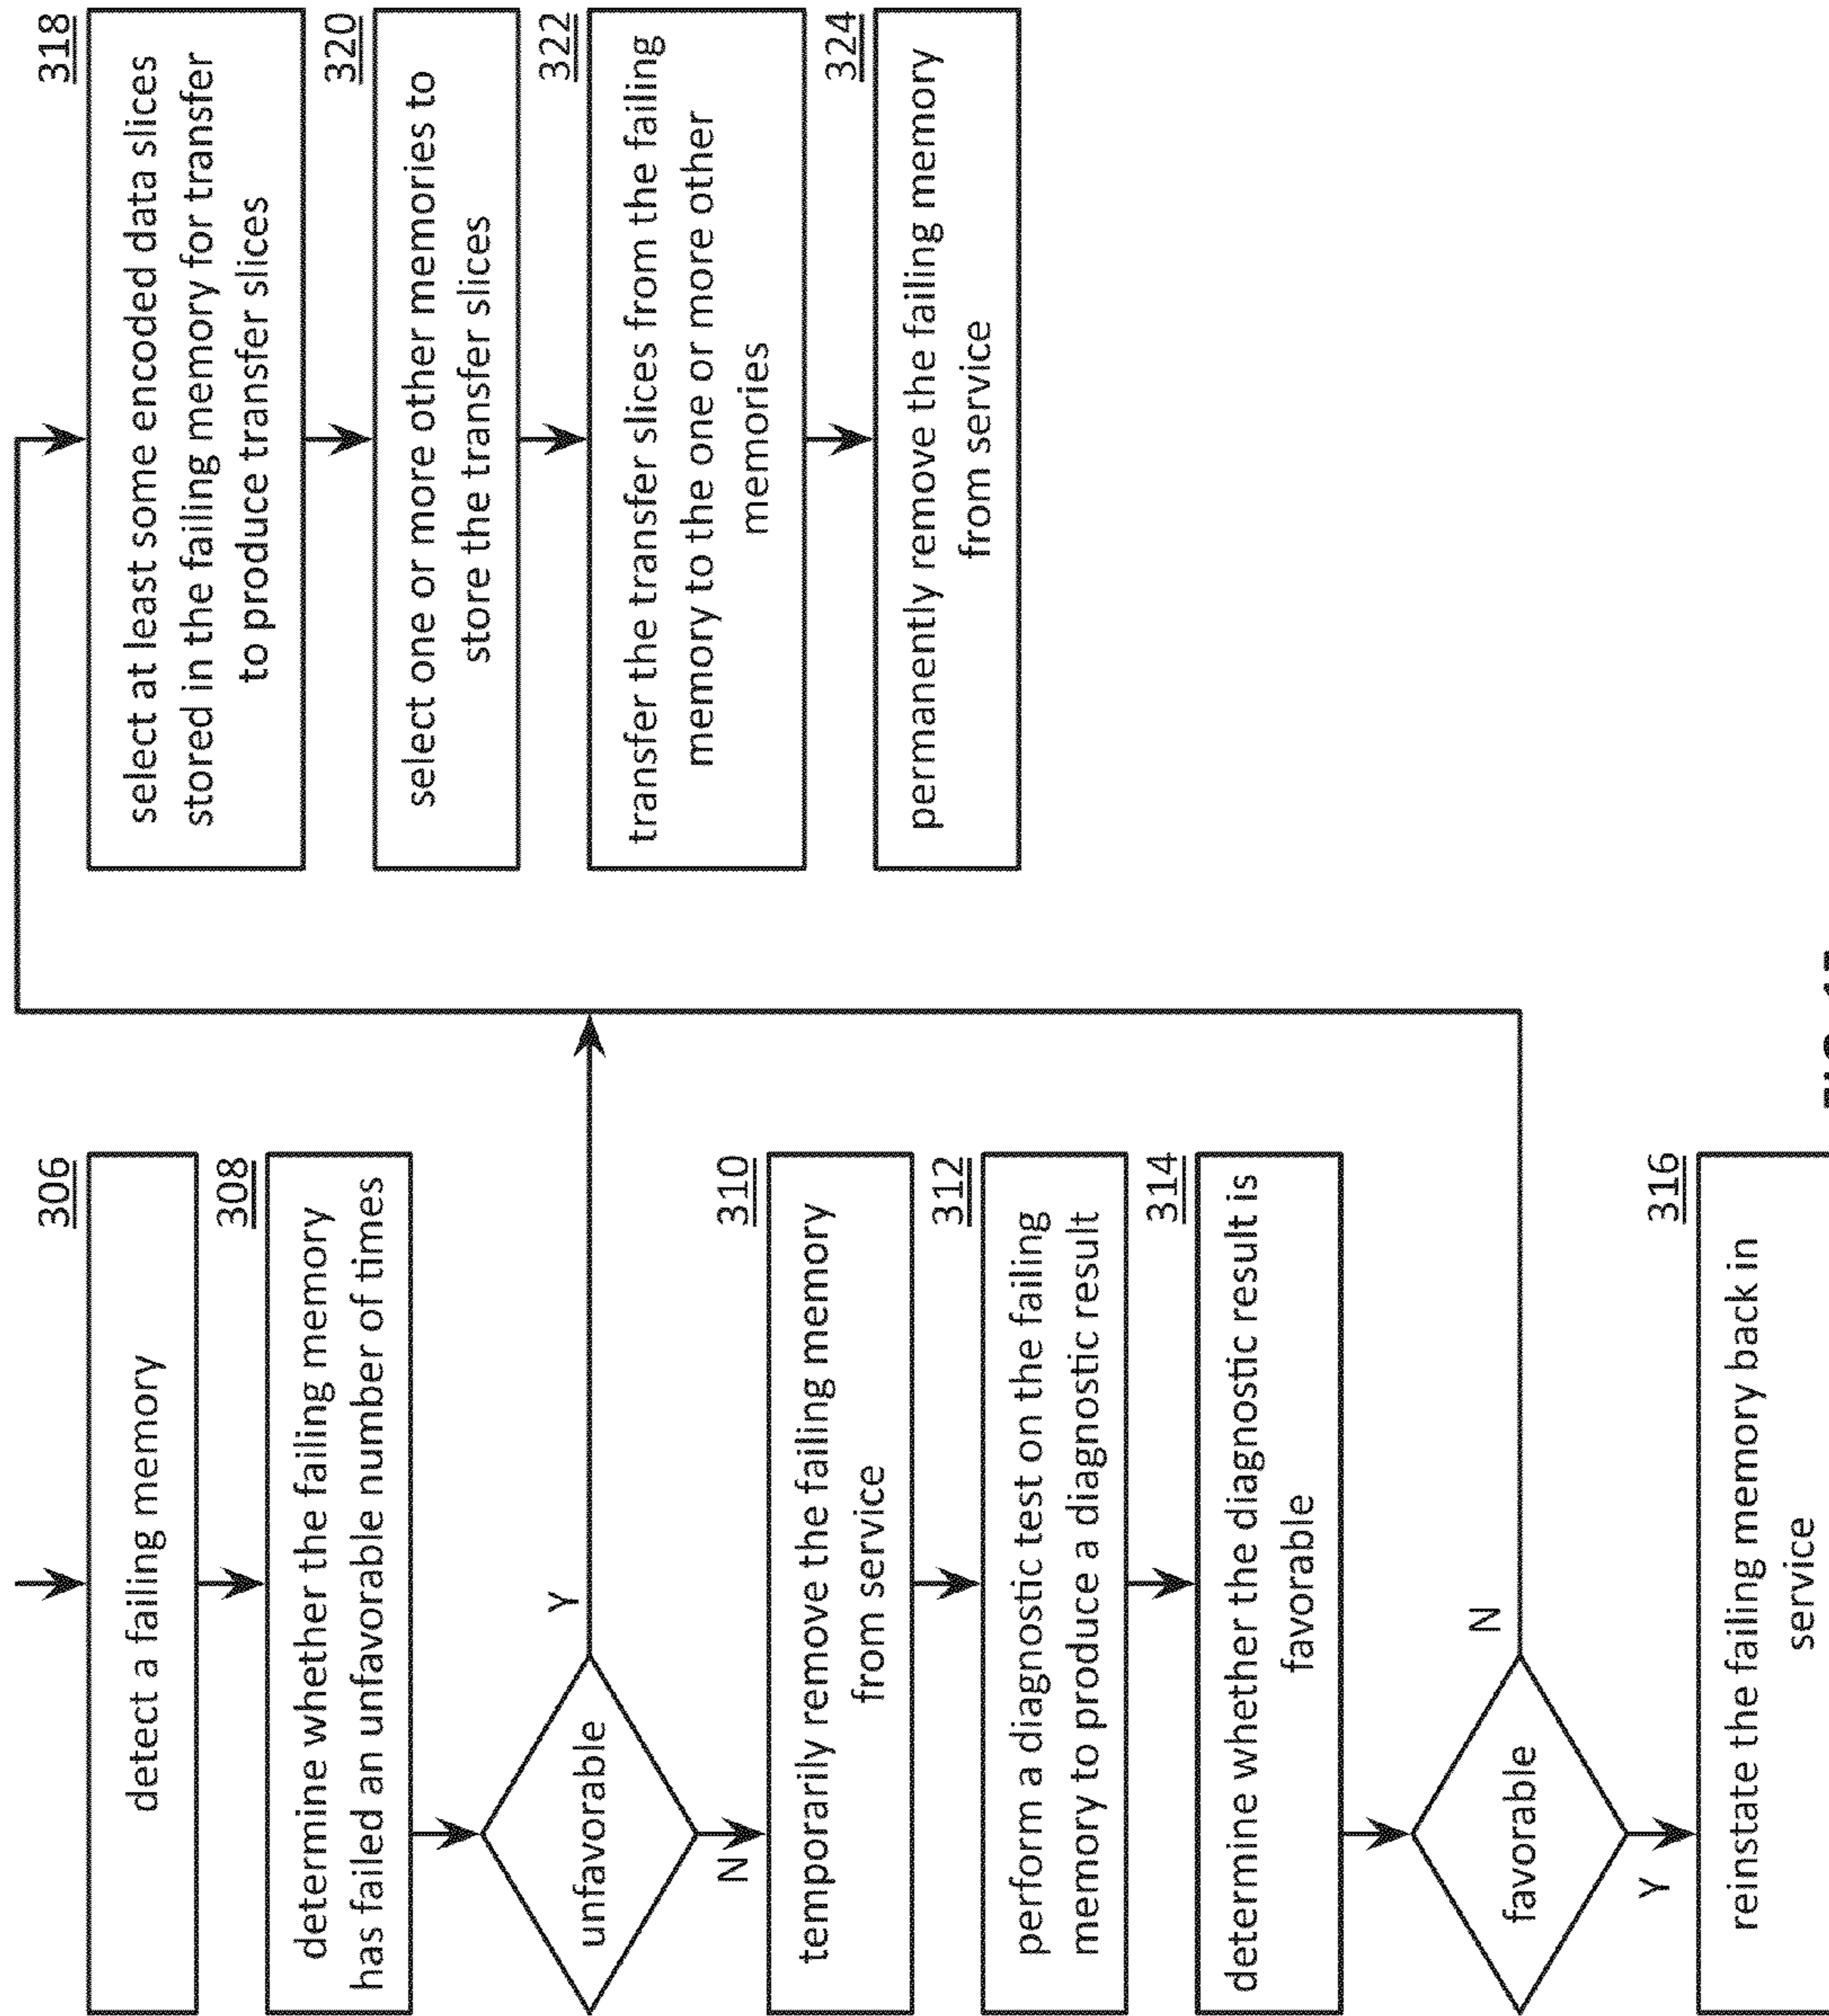 306
detect a failing memory
308
determine whether the failing memory
has failed an unfavorable number of times
unfavorable
Y
N
310
temporarily remove the failing memory
from service
312
perform a diagnostic test on the failing
memory to produce a diagnostic result
314
determine whether the diagnostic result is
favorable
favorable
N
Y
316
reinstate the failing memory back in
service
318
select at least some encoded data slices
stored in the failing memory for transfer
to produce transfer slices
320
select one or more other memories to
store the transfer slices
322
transfer the transfer slices from the failing
memory to the one or more other
memories
324
permanently remove the failing memory
from service